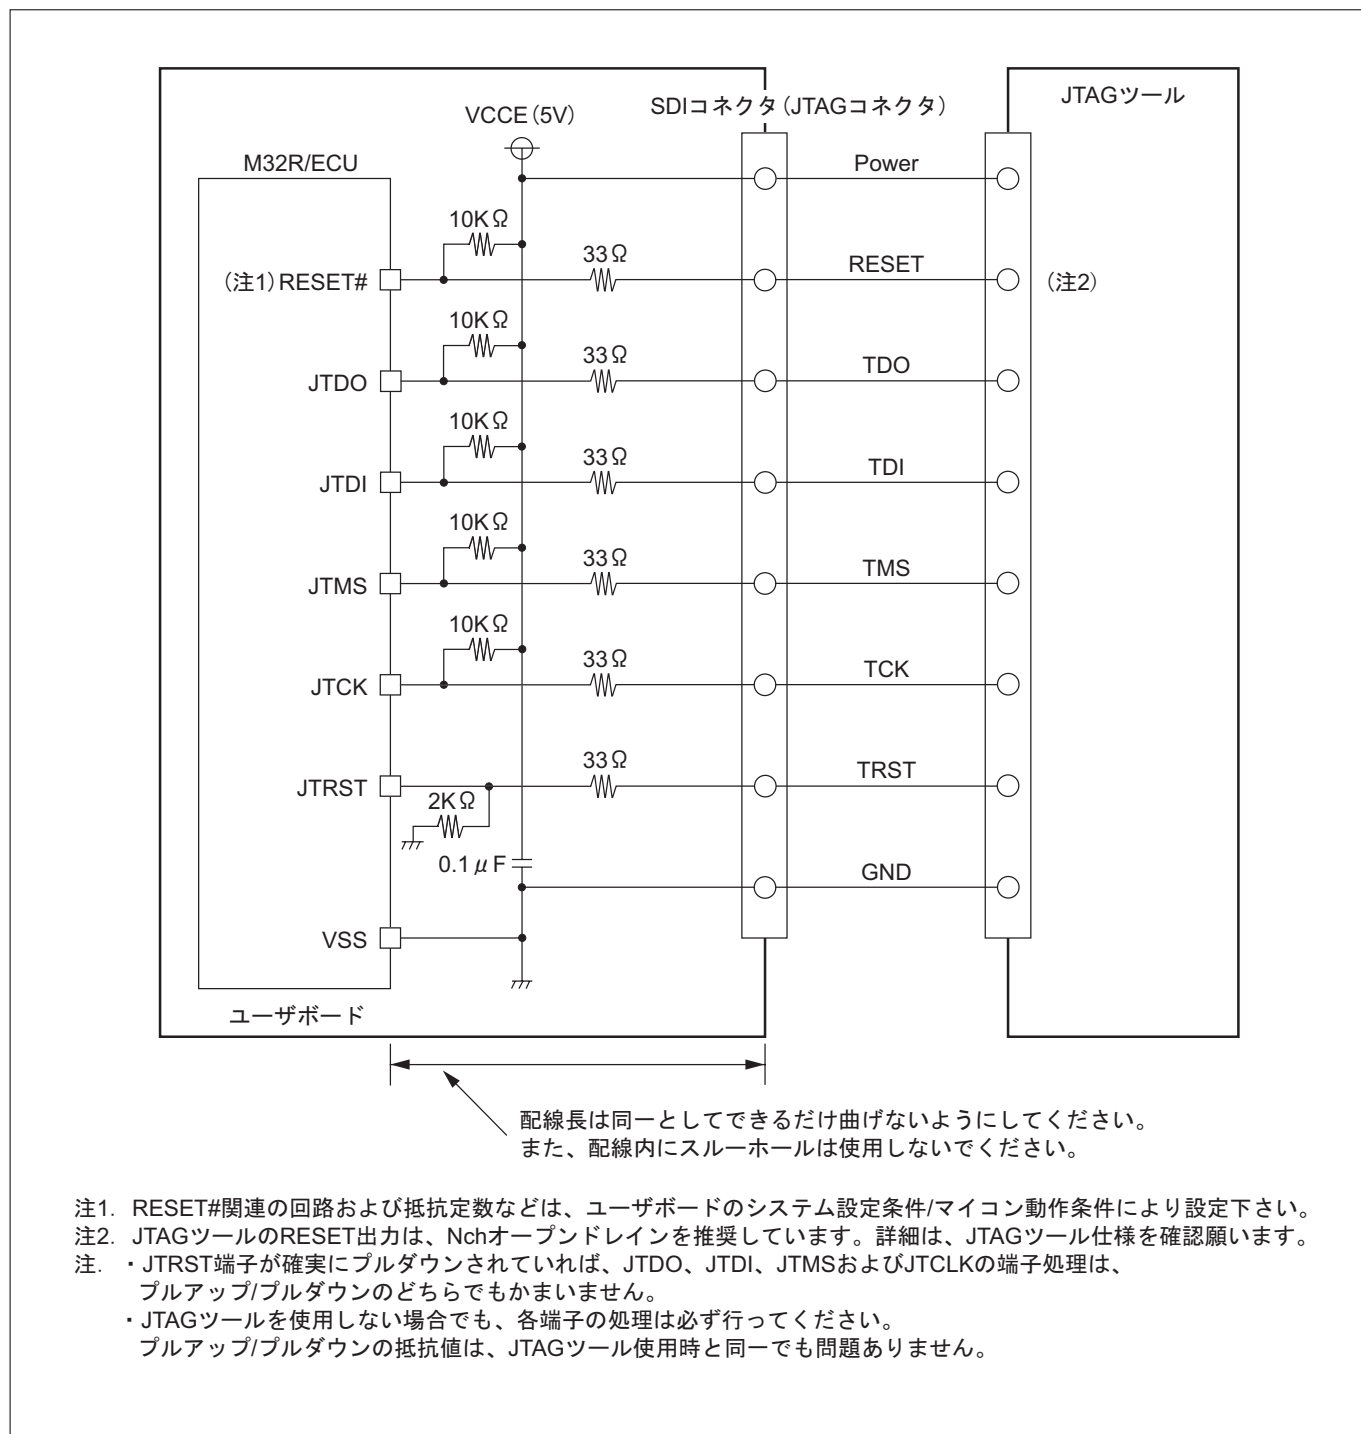 SDIコネクタ(JTAGコネクタ)
JTAGツール
VCCE(5V)
M32R/ECU
Power
10KΩ
33Ω
(注1)RESET#
RESET
(注2)
10KΩ
33Ω
JTDO
TDO
10KΩ
33Ω
JTDI
TDI
10KΩ
33Ω
JTMS
TMS
10KΩ
33Ω
JTCK
TCK
33Ω
JTRST
TRST
2KΩ
0.1μF
GND
VSS
ユーザボード
配線長は同一としてできるだけ曲げないようにしてください。
また、配線内にスルーホールは使用しないでください。
注1. RESET#関連の回路および抵抗定数などは、ユーザボードのシステム設定条件/マイコン動作条件により設定下さい。
注2. JTAGツールのRESET出力は、Nchオープンドレインを推奨しています。詳細は、JTAGツール仕様を確認願います。
注. ・JTRST端子が確実にプルダウンされていれば、JTDO、JTDI、JTMSおよびJTCLKの端子処理は、
プルアップ/プルダウンのどちらでもかまいません。
・JTAGツールを使用しない場合でも、各端子の処理は必ず行ってください。
プルアップ/プルダウンの抵抗値は、JTAGツール使用時と同一でも問題ありません。